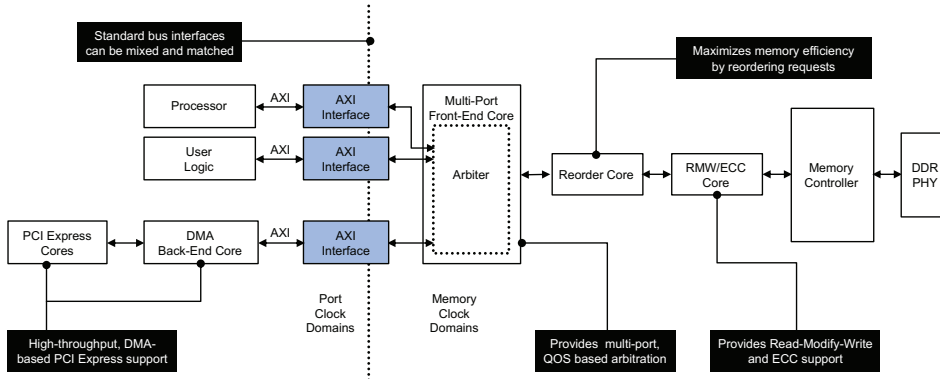 Standard bus interfaces
can be mixed and matched
Maximizes memory efficiency
by reordering requests
Processor
AXI
AXI
Interface
Multi-Port
Front-End Core
User
Logic
AXI
AXI
Interface
Arbiter
Reorder Core
RMW/ECC
Core
Memory
Controller
DDR
PHY
PCI Express
Cores
DMA
Back-End Core
AXI
AXI
Interface
Port
Clock
Domains
Memory
Clock
Domains
High-throughput, DMA-
based PCI Express support
Provides multi-port,
QOS based arbitration
Provides Read-Modify-Write
and ECC support